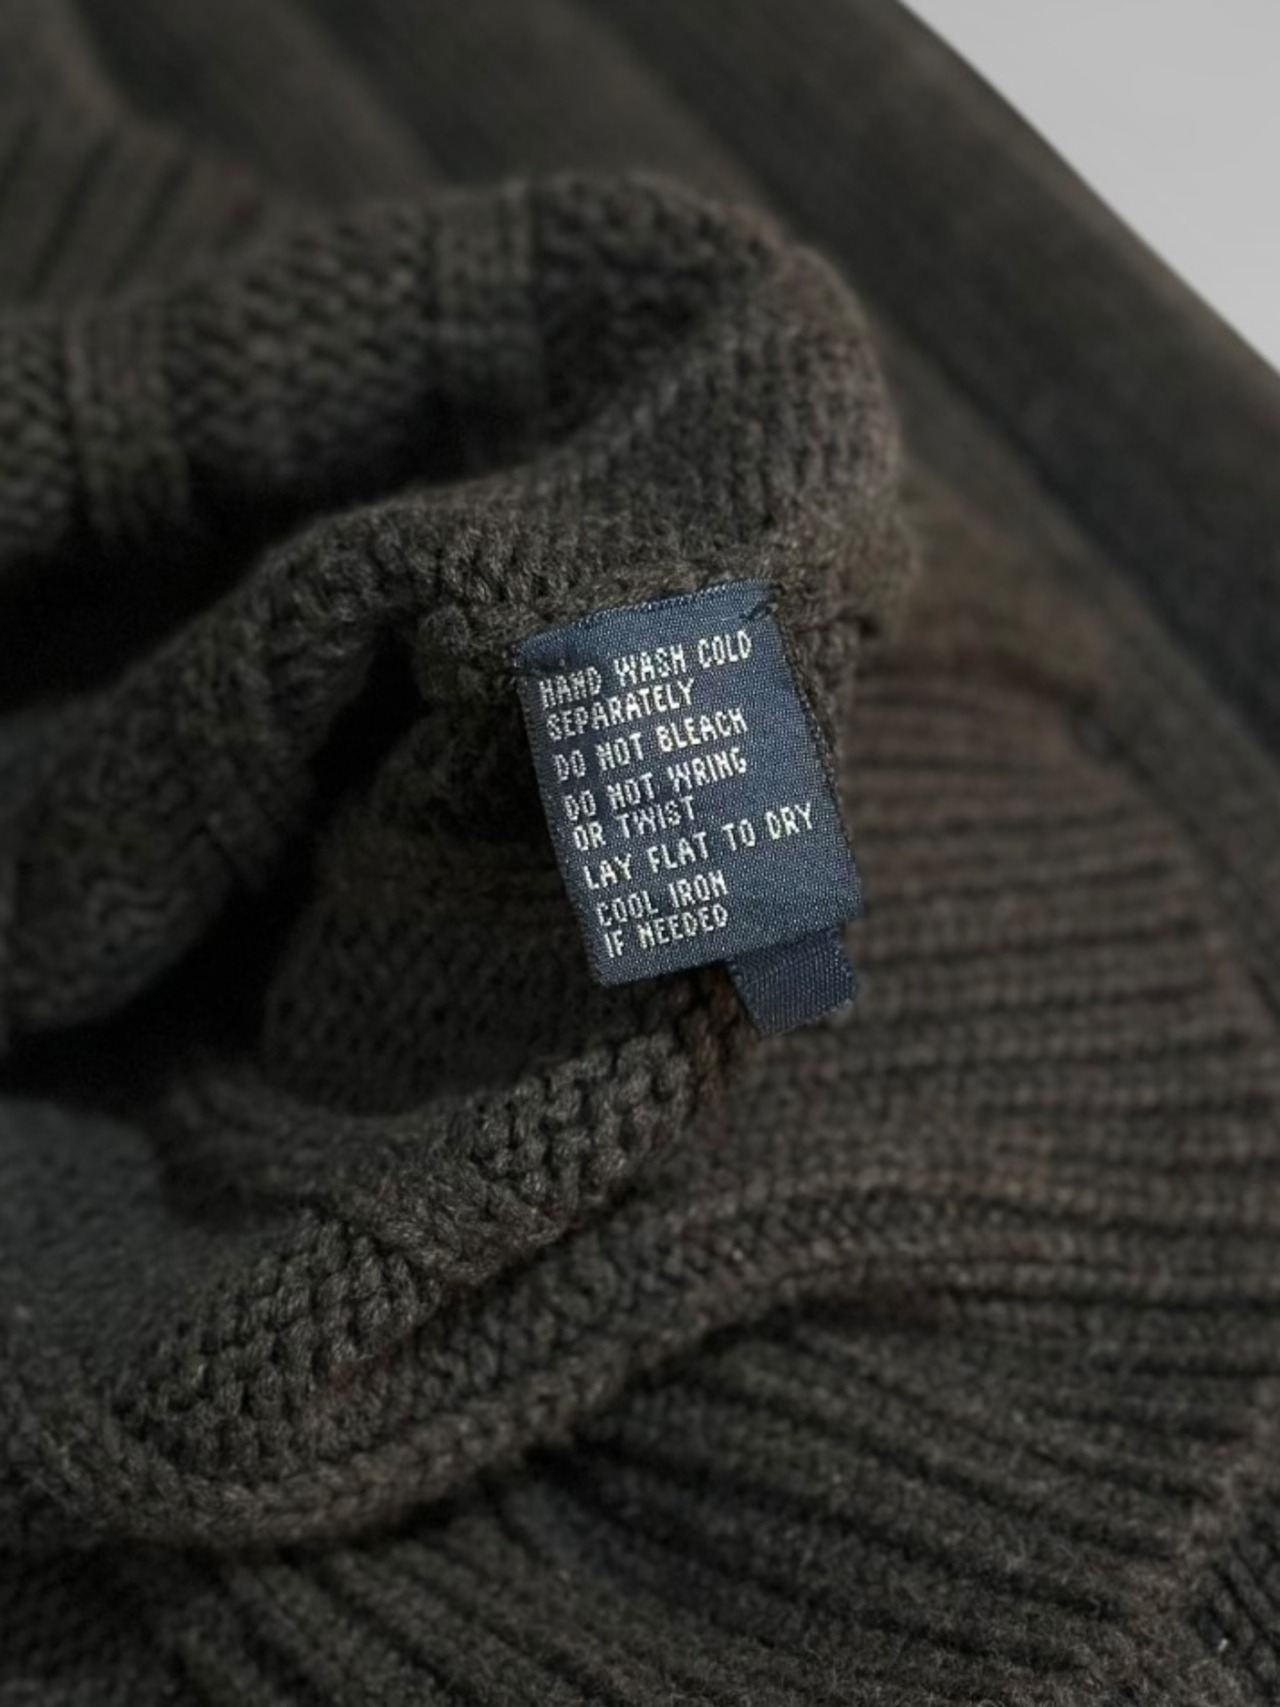 HAND WASH COLD
SEPARATELY
DO NOT BLEACH
DO NOT WRING
OR TWIST
LAY FLAT TO DRY
COOL IRON
IF NEEDED